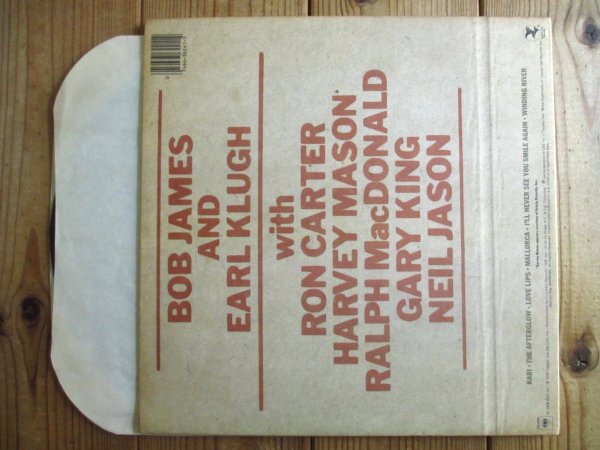 BOB JAMES
AND
EARL KLUGH
with
RON CARTER
HARVEY MASON*
RALPH MacDONALD
GARY KING
NEIL JASON
KARI • THE AFTERGLOW • LOVE LIPS • MALLORCA • I'LL NEVER SEE YOU SMILE AGAIN • WINDING RIVER